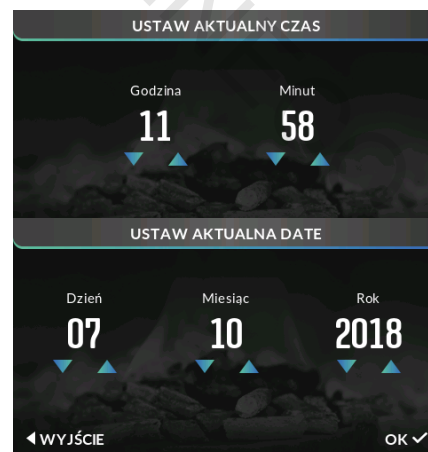 USTAW AKTUALNY CZAS
Godzina Minut
11 58
USTAW AKTUALNA DATE
Dzień Miesiąc Rok
07 10 2018
WYJŚCIE OK